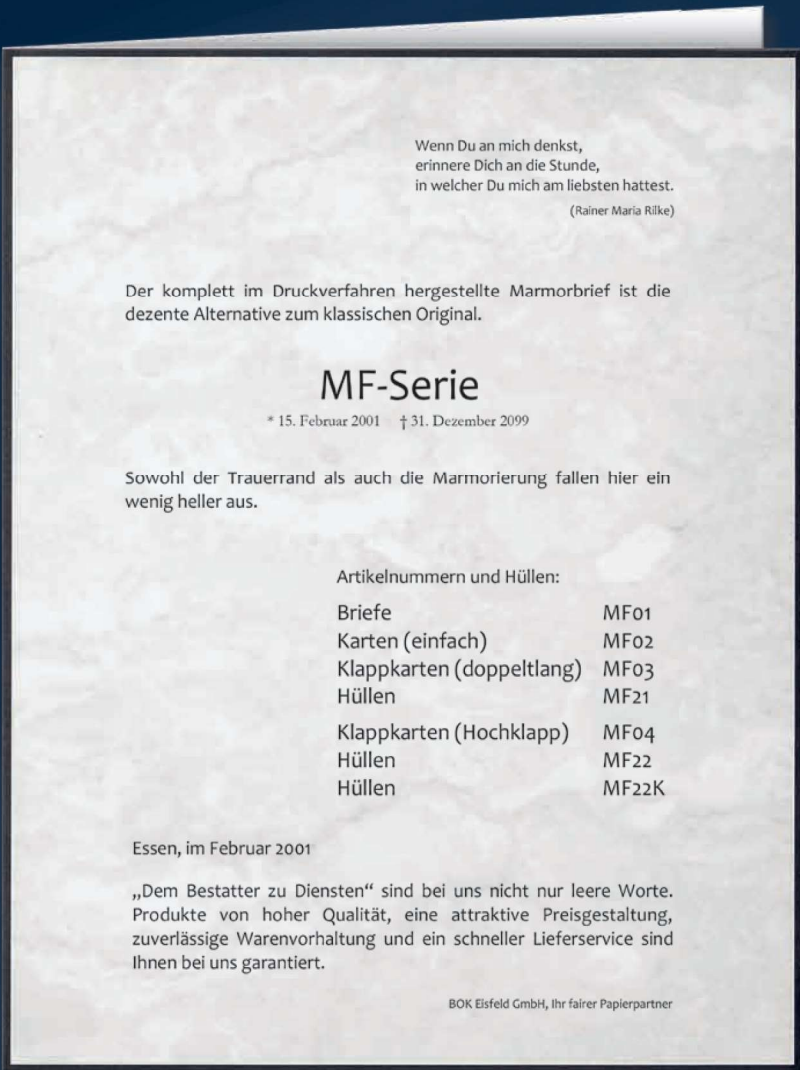 Wenn Du an mich denkst,
erinnere Dich an die Stunde,
in welcher Du mich am liebsten hattest.
(Rainer Maria Rilke)
Der komplett im Druckverfahren hergestellte Marmorbrief ist die
dezente Alternative zum klassischen Original.
MF-Serie
* 15. Februar 2001 † 31. Dezember 2099
Sowohl der Trauerrand als auch die Marmorierung fallen hier ein
wenig heller aus.
Artikelnummern und Hüllen:
Briefe MF01
Karten (einfach) MF02
Klappkarten (doppeltlang) MF03
Hüllen MF21
Klappkarten (Hochklapp) MF04
Hüllen MF22
Hüllen MF22K
Essen, im Februar 2001
„Dem Bestatter zu Diensten“ sind bei uns nicht nur leere Worte.
Produkte von hoher Qualität, eine attraktive Preisgestaltung,
zuverlässige Warenvorhaltung und ein schneller Lieferservice sind
Ihnen bei uns garantiert.
BOK Eisfeld GmbH, Ihr fairer Papierpartner